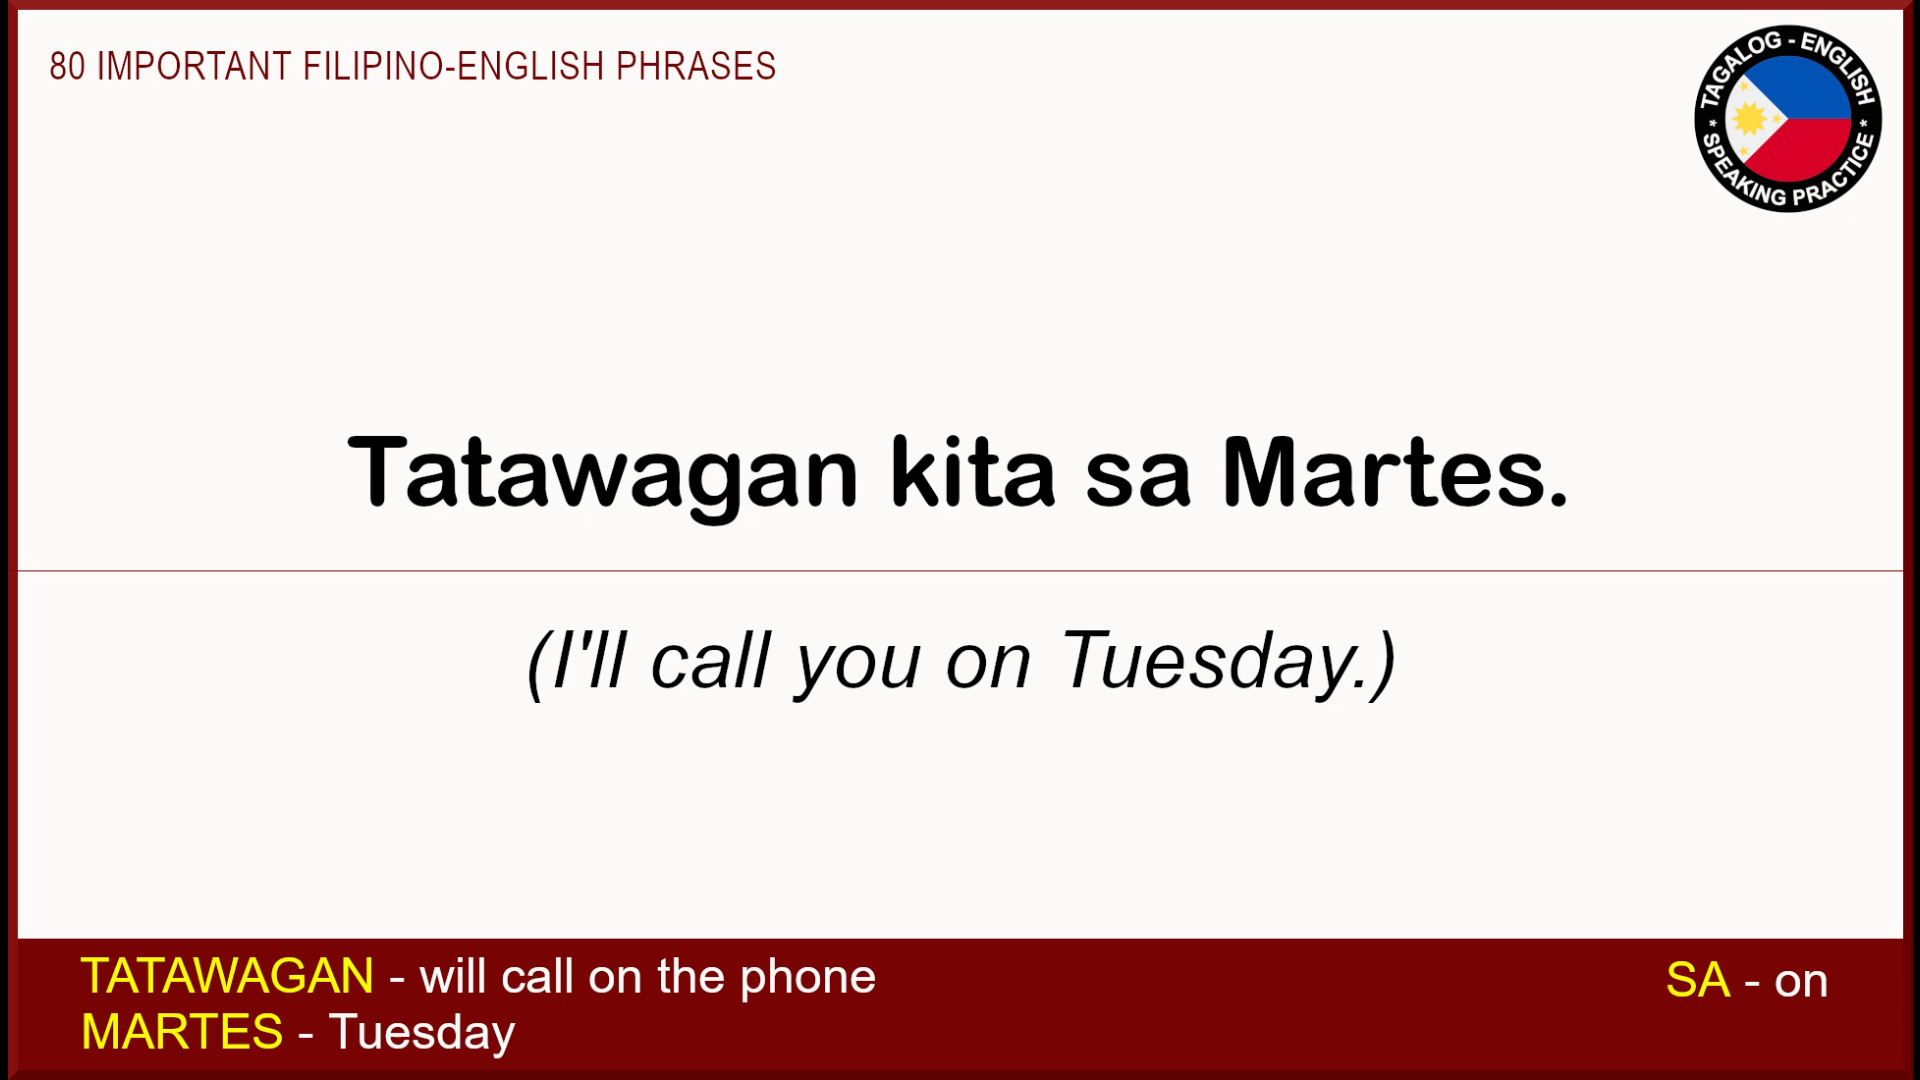 80 IMPORTANT FILIPINO-ENGLISH PHRASES
TAGALOG - ENGLISH
* SPEAKING PRACTICE *
Tatawagan kita sa Martes.
(I'll call you on Tuesday.)
TATAWAGAN - will call on the phone
SA - on
MARTES - Tuesday